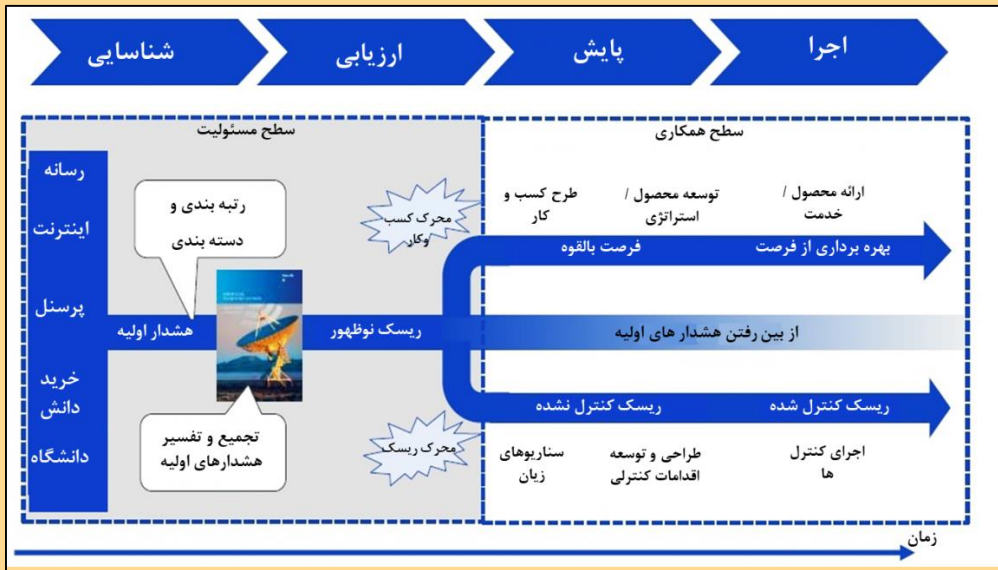 شناسایی
ارزیابی
پایش
اجرا
سطح مسئولیت
سطح همکاری
رسانه
اینترنت
پرسنل
خرید
دانش
دانشگاه
رتبه بندی و
دسته بندی
هشدار اولیه
تجمیع و تفسیر
هشدارهای اولیه
محرک کسب
وکار
ریسک نوظهور
محرک ریسک
طرح کسب و
کار
توسعه محصول /
استراتژی
ارائه محصول /
خدمت
فرصت بالقوه
بهره برداری از فرصت
از بین رفتن هشدار های اولیه
ریسک کنترل نشده
ریسک کنترل شده
سناریوهای
زیان
طراحی و توسعه
اقدامات کنترلی
اجرای کنترل
ها
زمان